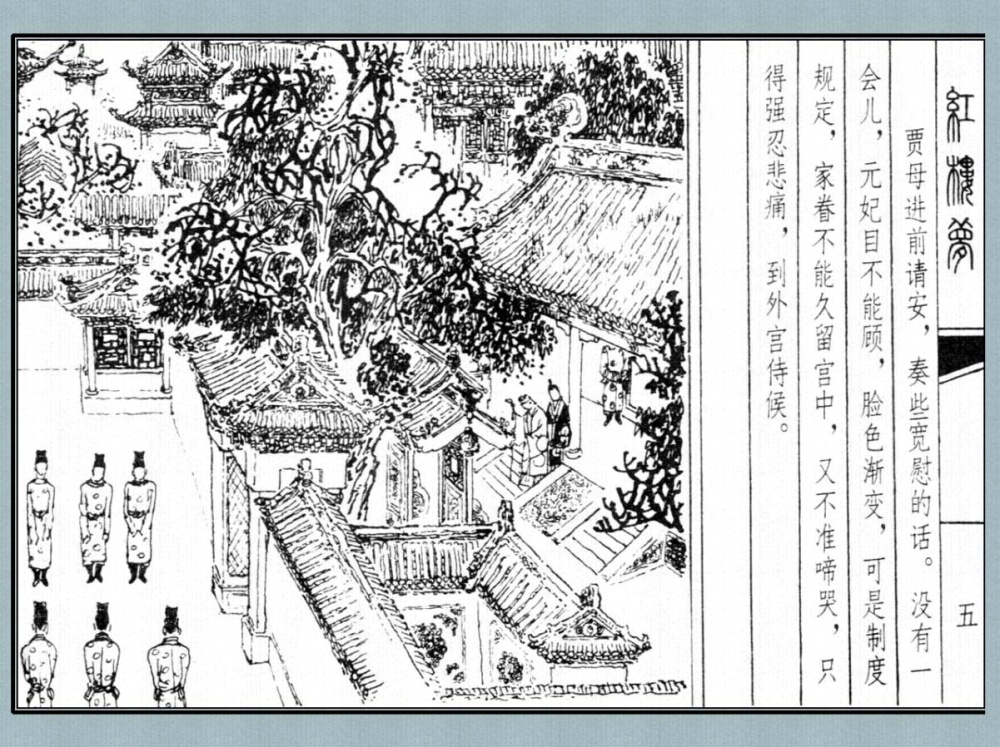 紅樓夢
五
贾母进前请安，奏些宽慰的话。没有一
会儿，元妃目不能顾，脸色渐变，可是制度
规定，家眷不能久留宫中，又不准啼哭，只
得强忍悲痛，到外宫侍候。